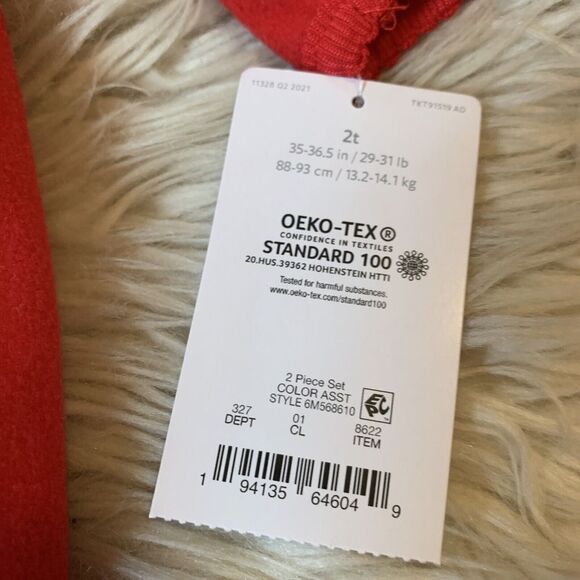 11328 Q2 2021
TKT91519 AD
2t
35-36.5 in / 29-31 lb
88-93 cm / 13.2-14.1 kg
OEKO-TEX®
CONFIDENCE IN TEXTILES
STANDARD 100
20.HUS.39362 HOHENSTEIN HTTI
Tested for harmful substances.
www.oeko-tex.com/standard100
2 Piece Set
COLOR ASST
STYLE 6M568610
327 01 8622
DEPT CL ITEM
1 94135 64604 9